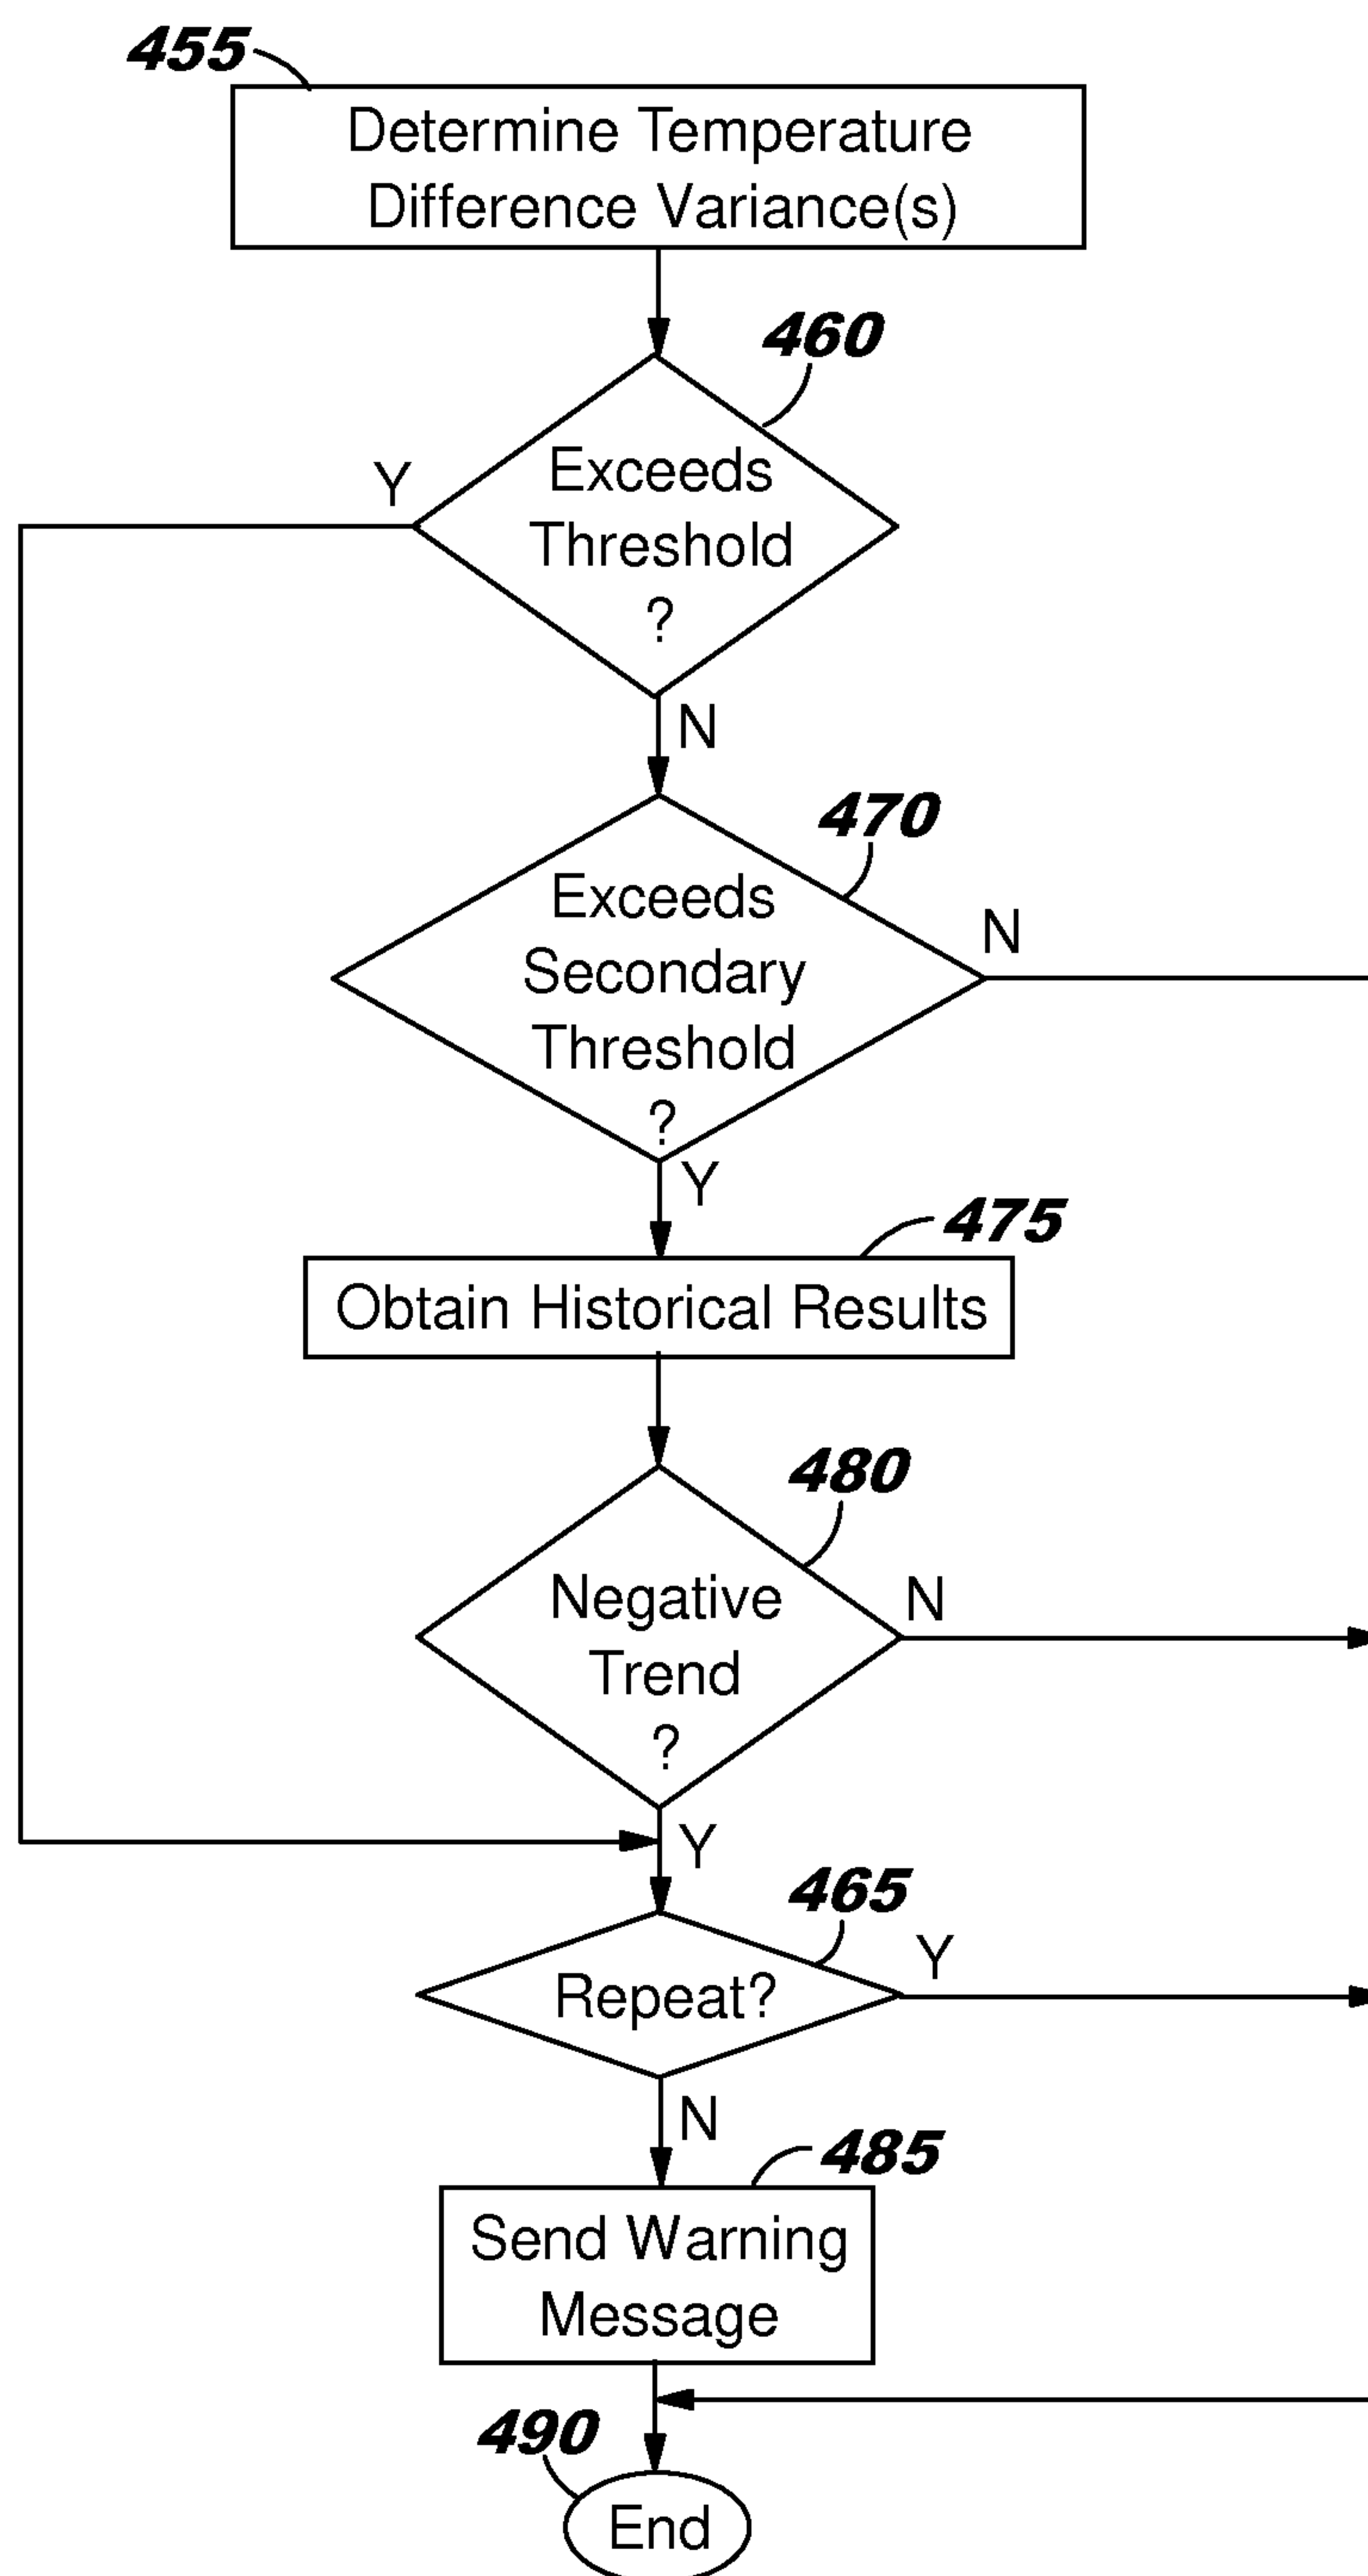 455
Determine Temperature
Difference Variance(s)
460
Y
Exceeds
Threshold
?
N
470
Exceeds
Secondary
Threshold
?
N
Y
475
Obtain Historical Results
480
Negative
Trend
?
N
Y
465
Repeat?
Y
N
485
Send Warning
Message
490
End